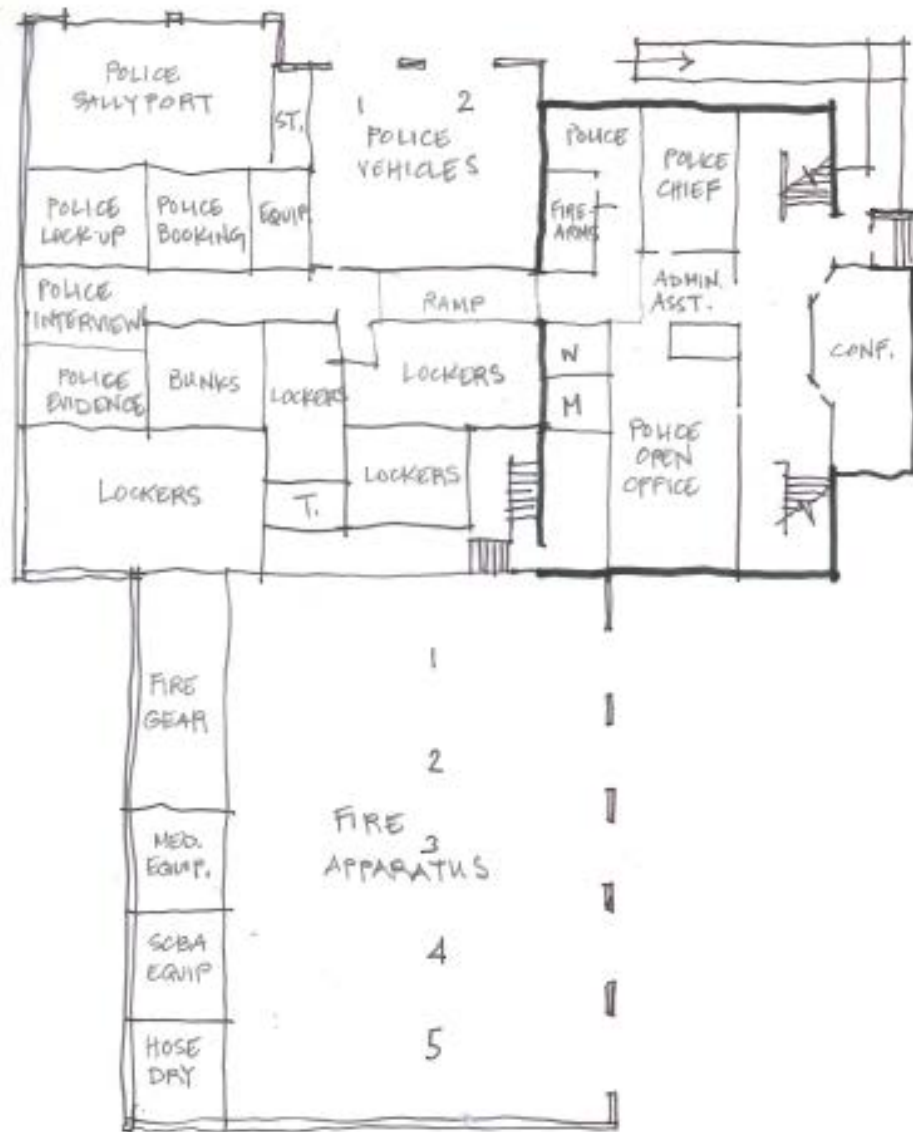 POLICE
SALLYPORT
ST.
1 2
POLICE
VEHICLES
POLICE
POLICE
CHIEF
FIRE-
ARMS
POLICE
LOCK-UP
POLICE
BOOKING
EQUIP.
POLICE
INTERVIEW
RAMP
ADMIN.
ASST.
CONF.
POLICE
EVIDENCE
BUNKS
LOCKERS
LOCKERS
W
M
POLICE
OPEN
OFFICE
LOCKERS
T.
LOCKERS
FIRE
GEAR
1
2
FIRE
3
APPARATUS
4
5
MED.
EQUIP.
SCBA
EQUIP
HOSE
DRY